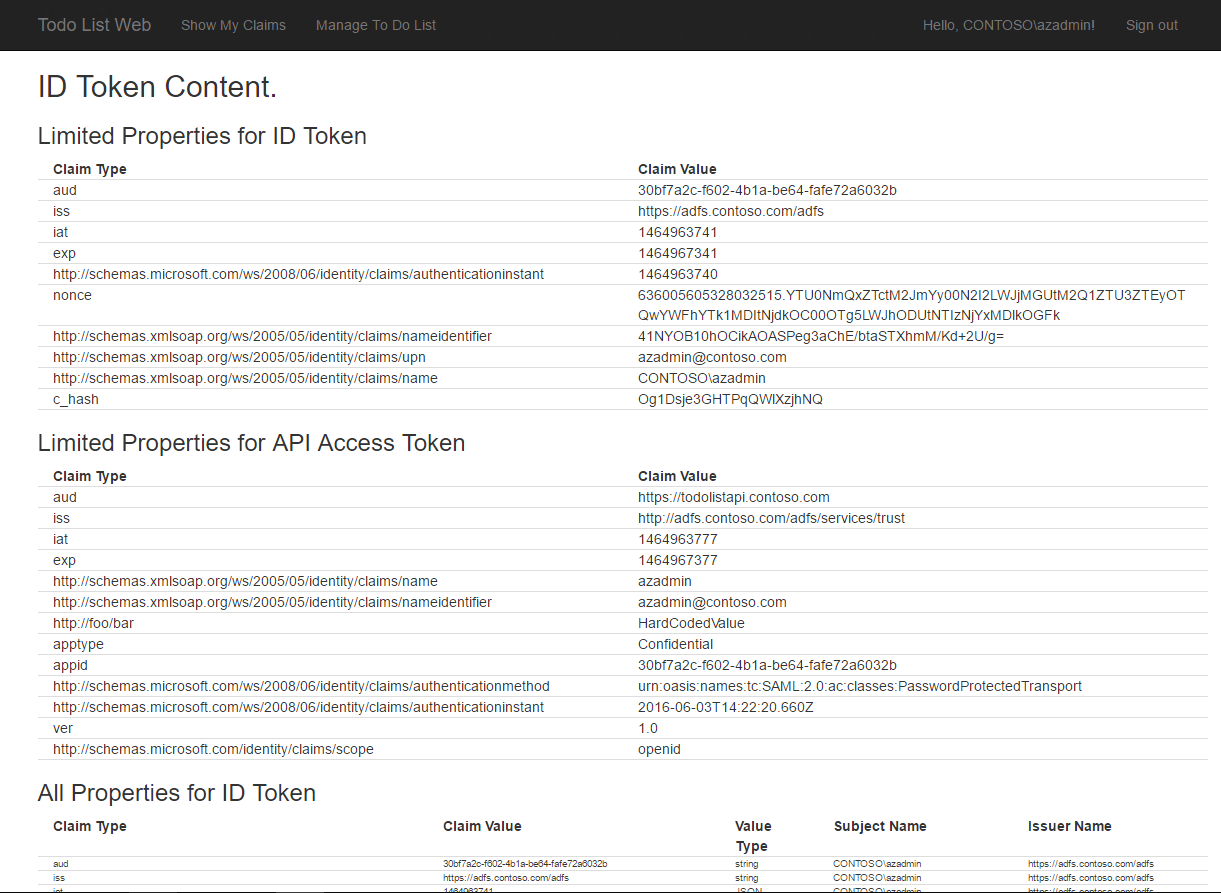 Todo List Web Show My Claims Manage To Do List Hello, CONTOSO\azadmin! Sign out
ID Token Content.
Limited Properties for ID Token
Claim Type Claim Value
aud 30bf7a2c-f602-4b1a-be64-fafe72a6032b
iss https://adfs.contoso.com/adfs
iat 1464963741
exp 1464967341
http://schemas.microsoft.com/ws/2008/06/identity/claims/authenticationinstant 1464963740
nonce 636005605328032515.YTU0NmQxZTctM2JmYy00N2I2LWJjMGUtM2Q1ZTU3ZTEyOT
QwYWFhYTk1MDItNjdkOC00OTg5LWJhODUtNTIzNjYxMDlkOGFk
http://schemas.xmlsoap.org/ws/2005/05/identity/claims/nameidentifier 41NYOB10hOCikAOASPeg3aChE/btaSTXhmM/Kd+2U/g=
http://schemas.xmlsoap.org/ws/2005/05/identity/claims/upn azadmin@contoso.com
http://schemas.xmlsoap.org/ws/2005/05/identity/claims/name CONTOSO\azadmin
c_hash Og1Dsje3GHTPqQWIXzjhNQ
Limited Properties for API Access Token
Claim Type Claim Value
aud https://todolistapi.contoso.com
iss http://adfs.contoso.com/adfs/services/trust
iat 1464963777
exp 1464967377
http://schemas.xmlsoap.org/ws/2005/05/identity/claims/name azadmin
http://schemas.xmlsoap.org/ws/2005/05/identity/claims/nameidentifier azadmin@contoso.com
http://foo/bar HardCodedValue
apptype Confidential
appid 30bf7a2c-f602-4b1a-be64-fafe72a6032b
http://schemas.microsoft.com/ws/2008/06/identity/claims/authenticationmethod urn:oasis:names:tc:SAML:2.0:ac:classes:PasswordProtectedTransport
http://schemas.microsoft.com/ws/2008/06/identity/claims/authenticationinstant 2016-06-03T14:22:20.660Z
ver 1.0
http://schemas.microsoft.com/identity/claims/scope openid
All Properties for ID Token
Claim Type Claim Value Value Subject Name Issuer Name
Type
aud 30bf7a2c-f602-4b1a-be64-fafe72a6032b string CONTOSO\azadmin https://adfs.contoso.com/adfs
iss https://adfs.contoso.com/adfs string CONTOSO\azadmin https://adfs.contoso.com/adfs
iat 1464963741 JSON CONTOSO\azadmin https://adfs.contoso.com/adfs